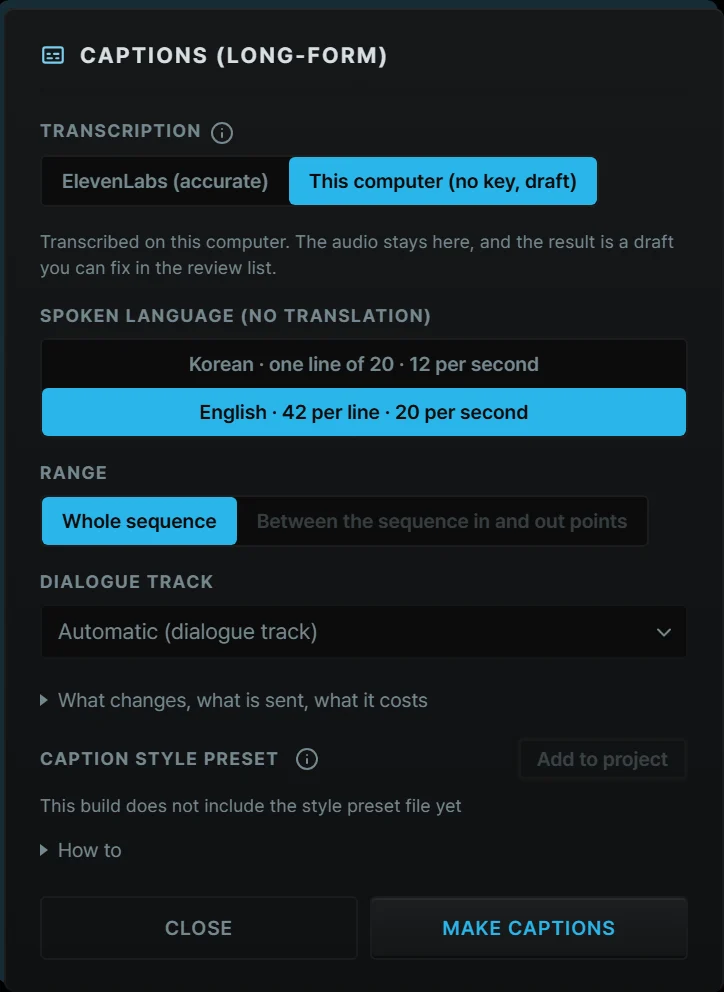 CAPTIONS (LONG-FORM)
TRANSCRIPTION
ElevenLabs (accurate)
This computer (no key, draft)
Transcribed on this computer. The audio stays here, and the result is a draft
you can fix in the review list.
SPOKEN LANGUAGE (NO TRANSLATION)
Korean · one line of 20 · 12 per second
English · 42 per line · 20 per second
RANGE
Whole sequence
Between the sequence in and out points
DIALOGUE TRACK
Automatic (dialogue track)
What changes, what is sent, what it costs
CAPTION STYLE PRESET
Add to project
This build does not include the style preset file yet
How to
CLOSE
MAKE CAPTIONS